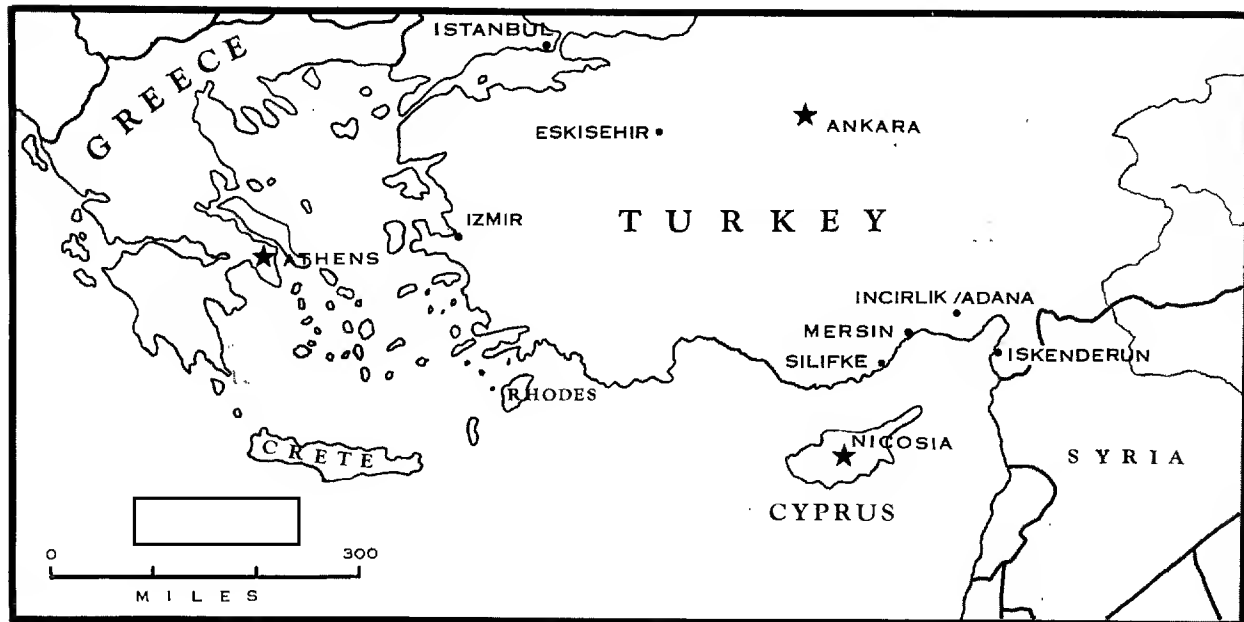 ISTANBUL
GREECE
ESKISEHIR
ANKARA
TURKEY
IZMIR
ATHENS
INCIRLIK /ADANA
MERSIN
SILIFKE
ISKENDERUN
RHODES
CRETE
NICOSIA
SYRIA
CYPRUS
0 300
MILES